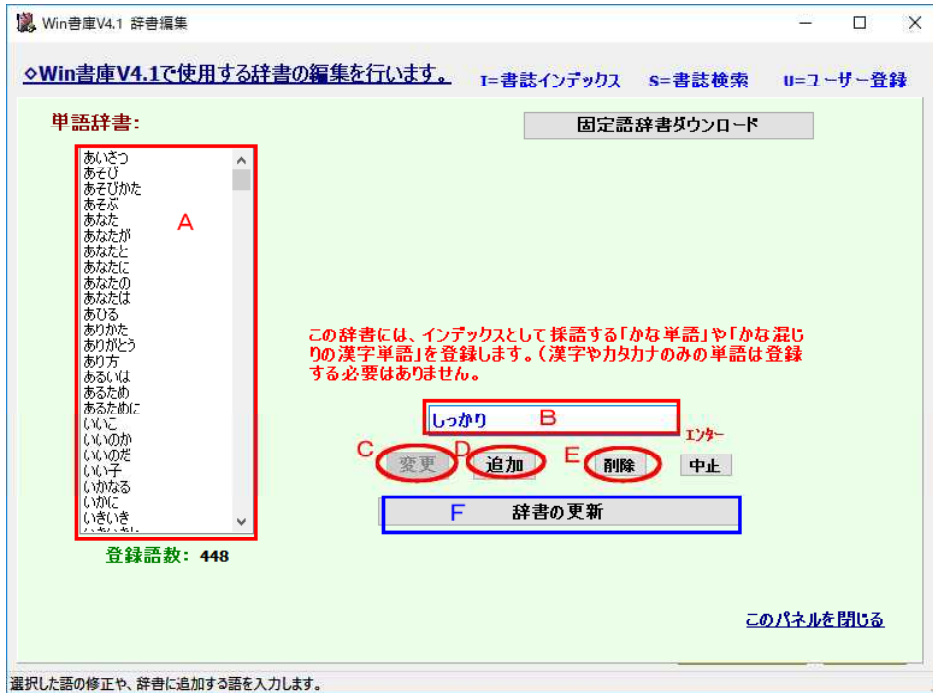 Win書庫V4.1 辞書編集
◇Win書庫V4.1で使用する辞書の編集を行います。
I=書誌インデックス S=書誌検索 U=ユーザー登録
単語辞書:
固定語辞書ダウンロード
あいさつ
あそび
あそびかた
あそぶ
あなた
A
あなたが
あなたと
あなたに
あなたの
あなたは
あひる
ありかた
ありがとう
あり方
あるいは
あるため
あるために
いいこ
いいのか
いいのだ
いい子
いかなる
いかに
いきいき
登録語数: 448
この辞書には、インデックスとして採語する「かな単語」や「かな混じ
りの漢字単語」を登録します。(漢字やカタカナのみの単語は登録
する必要はありません。
しっかり B
エンター
C 変更 D 追加 E 削除 中止
F 辞書の更新
このパネルを閉じる
選択した語の修正や、辞書に追加する語を入力します。